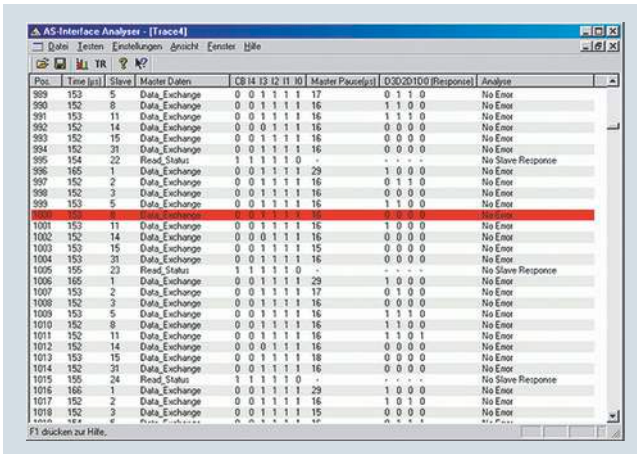 AS-Interface Analyser - [Trace4]
Datei Testen Einstellungen Ansicht Fenster Hilfe
TR
Pos. Time (µs) Slave Master Daten CB I4 I3 I2 I1 I0 Master Pause(µs) D3D2D1D0 (Response) Analyse
989 153 5 Data_Exchange 0 0 1 1 1 1 17 0 1 1 0 No Error
990 152 8 Data_Exchange 0 0 1 1 1 1 16 1 1 0 0 No Error
991 153 11 Data_Exchange 0 0 1 1 1 1 16 1 1 1 0 No Error
992 152 14 Data_Exchange 0 0 0 1 1 1 16 0 0 0 0 No Error
993 152 15 Data_Exchange 0 0 1 1 1 1 16 0 0 0 0 No Error
994 152 31 Data_Exchange 0 0 1 1 1 1 16 0 0 0 0 No Error
995 154 22 Read_Status 1 1 1 1 1 0 - - - - - No Slave Response
996 165 1 Data_Exchange 0 0 1 1 1 1 29 1 0 0 0 No Error
997 152 2 Data_Exchange 0 0 1 1 1 1 16 0 1 1 0 No Error
998 152 3 Data_Exchange 0 0 1 1 1 1 16 0 0 0 0 No Error
999 153 5 Data_Exchange 0 0 1 1 1 1 16 1 1 0 0 No Error
1000 153 8 Data_Exchange 0 0 1 1 1 1 16 0 0 0 No Error
1001 153 11 Data_Exchange 0 0 1 1 1 1 16 1 0 0 0 No Error
1002 152 14 Data_Exchange 0 0 0 1 1 1 16 0 0 0 0 No Error
1003 152 15 Data_Exchange 0 0 0 1 1 1 15 0 0 0 0 No Error
1004 153 31 Data_Exchange 0 0 1 1 1 1 16 0 0 0 0 No Error
1005 155 23 Read_Status 1 1 1 1 1 0 - - - - - No Slave Response
1006 165 1 Data_Exchange 0 0 1 1 1 1 29 1 0 0 0 No Error
1007 153 2 Data_Exchange 0 0 1 1 1 1 17 0 1 0 0 No Error
1008 152 3 Data_Exchange 0 0 1 1 1 1 16 0 0 0 0 No Error
1009 153 5 Data_Exchange 0 0 1 1 1 1 16 1 1 1 0 No Error
1010 152 8 Data_Exchange 0 0 1 1 1 1 16 1 1 0 0 No Error
1011 152 11 Data_Exchange 0 0 1 1 1 1 16 1 1 0 1 No Error
1012 152 14 Data_Exchange 0 0 0 1 1 1 16 0 0 0 0 No Error
1013 153 15 Data_Exchange 0 0 1 1 1 1 18 0 0 0 0 No Error
1014 152 31 Data_Exchange 0 0 1 1 1 1 16 0 0 0 0 No Error
1015 155 24 Read_Status 1 1 1 1 1 0 - - - - - No Slave Response
1016 166 1 Data_Exchange 0 0 1 1 1 1 29 1 0 0 0 No Error
1017 152 2 Data_Exchange 0 0 1 1 1 1 16 1 0 1 0 No Error
1018 152 3 Data_Exchange 0 0 1 1 1 1 15 0 0 0 0 No Error
F1 drücken zur Hilfe,